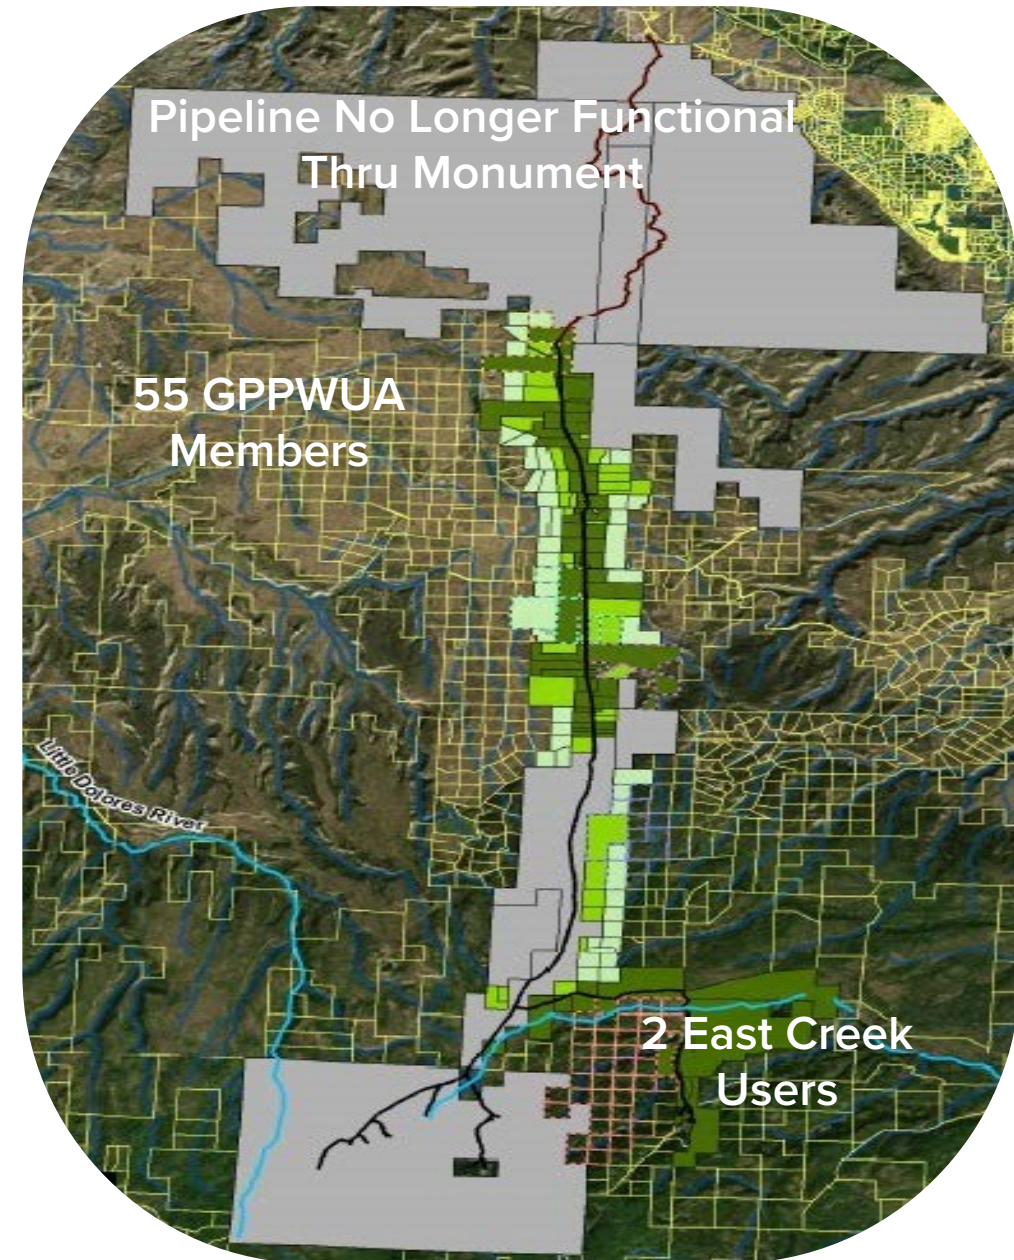 Pipeline No Longer Functional
Thru Monument
55 GPPWUA
Members
Little Dolores River
2 East Creek
Users